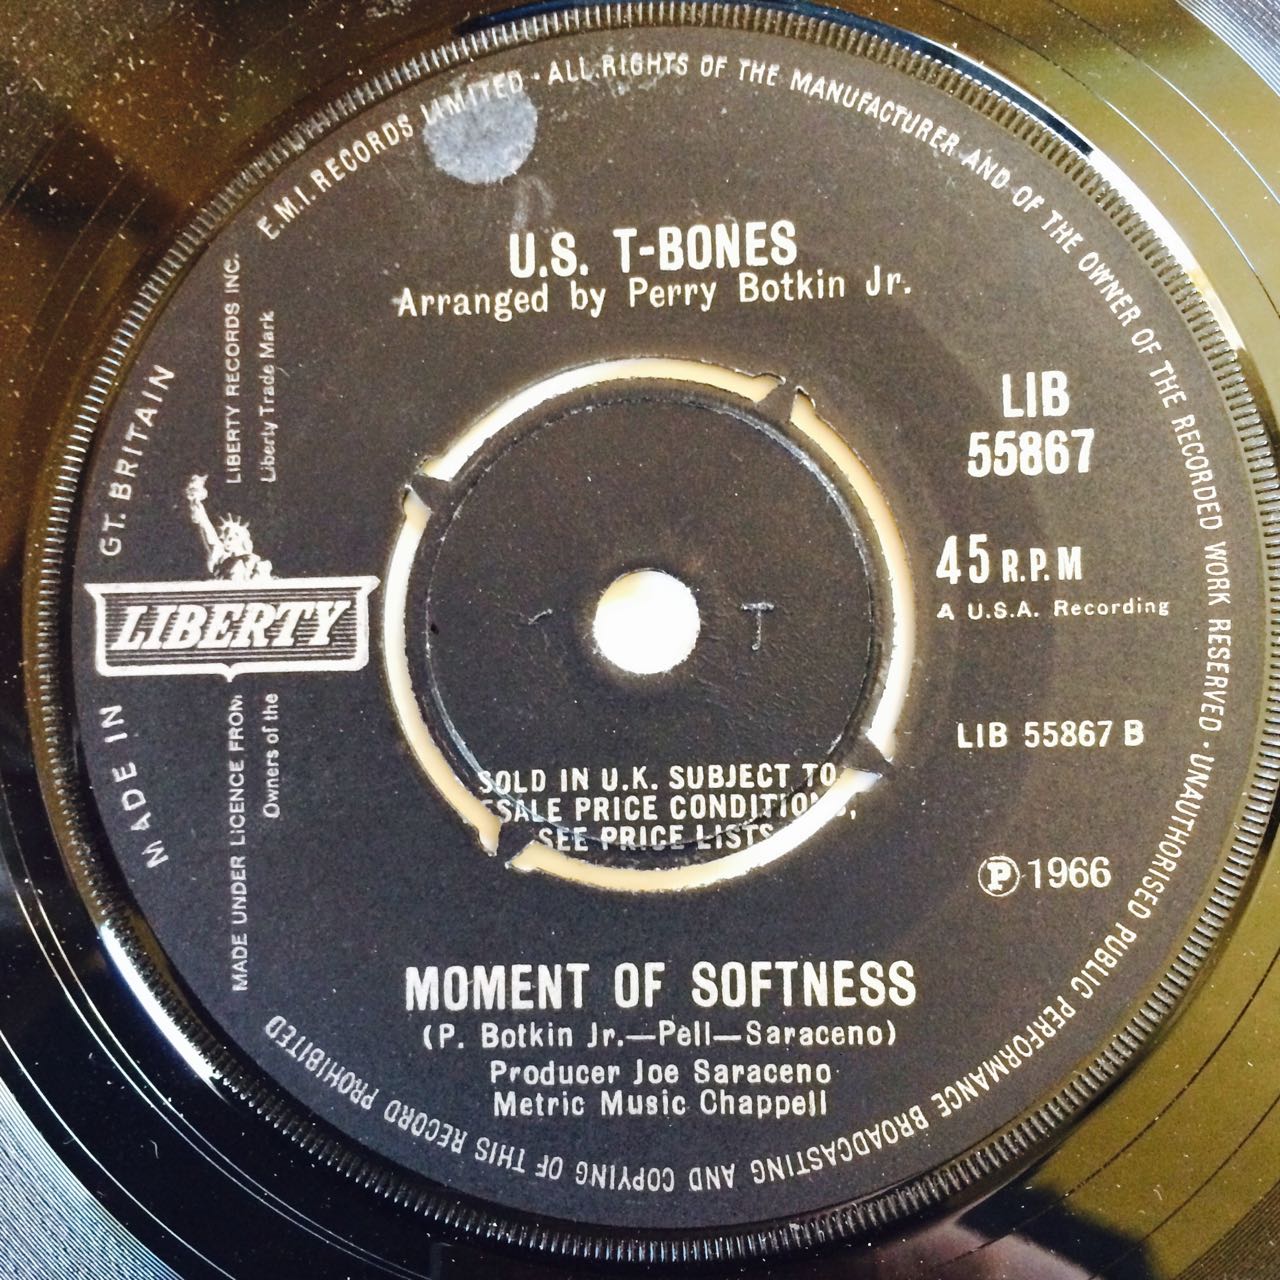 E.M.I. RECORDS LIMITED · ALL RIGHTS OF THE MANUFACTURER AND OF THE OWNER OF THE RECORDED WORK RESERVED · UNAUTHORISED PUBLIC PERFORMANCE BROADCASTING AND COPYING OF THIS RECORD PROHIBITED
U.S. T-BONES
Arranged by Perry Botkin Jr.
MADE IN GT. BRITAIN
MADE UNDER LICENCE FROM LIBERTY RECORDS INC.
Owners of the Liberty Trade Mark
LIBERTY
LIB
55867
45 R.P.M
A U.S.A. Recording
T
LIB 55867 B
SOLD IN U.K. SUBJECT TO
PRICE CONDITIONS,
SEE PRICE LISTS
Ⓟ 1966
MOMENT OF SOFTNESS
(P. Botkin Jr.—Pell—Saraceno)
Producer Joe Saraceno
Metric Music Chappell